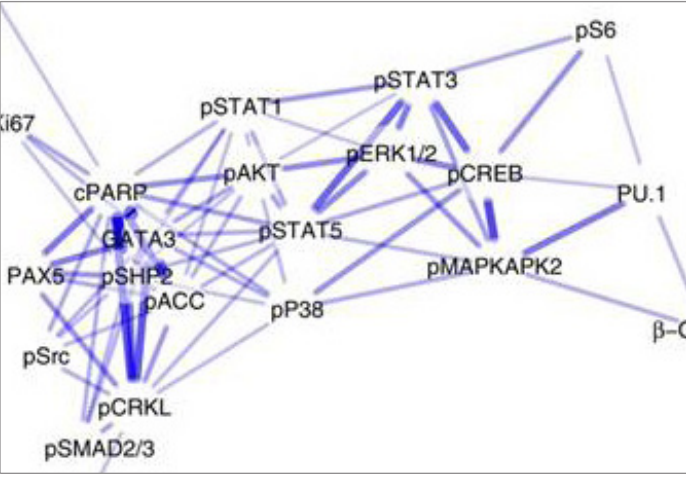 pS6
pSTAT3
pSTAT1
Ki67
pERK1/2
pAKT
pCREB
cPARP
PU.1
pSTAT5
GATA3
pMAPKAPK2
PAX5
pSHP2
pACC
pP38
β-C
pSrc
pCRKL
pSMAD2/3